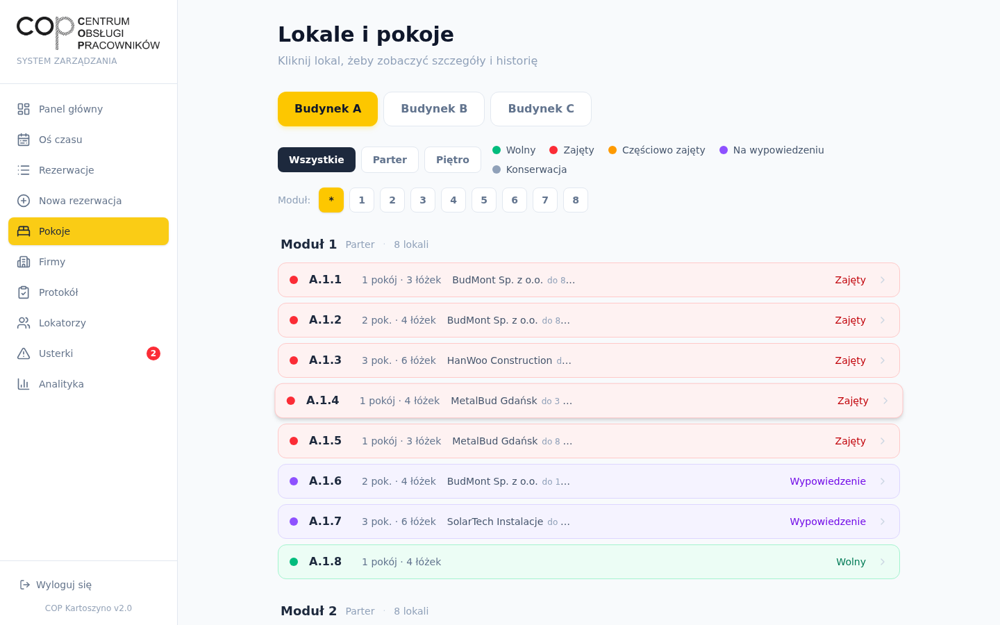 COP CENTRUM
OBSŁUGI
PRACOWNIKÓW
SYSTEM ZARZĄDZANIA
Panel główny
Oś czasu
Rezerwacje
Nowa rezerwacja
Pokoje
Firmy
Protokół
Lokatorzy
Usterki 2
Analityka
Wyloguj się
COP Kartoszyno v2.0
Lokale i pokoje
Kliknij lokal, żeby zobaczyć szczegóły i historię
Budynek A Budynek B Budynek C
Wszystkie Parter Piętro
Wolny Zajęty Częściowo zajęty Na wypowiedzeniu
Konserwacja
Moduł: * 1 2 3 4 5 6 7 8
Moduł 1 Parter · 8 lokali
A.1.1 1 pokój · 3 łóżek BudMont Sp. z o.o. do 8... Zajęty
A.1.2 2 pok. · 4 łóżek BudMont Sp. z o.o. do 8... Zajęty
A.1.3 3 pok. · 6 łóżek HanWoo Construction d... Zajęty
A.1.4 1 pokój · 4 łóżek MetalBud Gdańsk do 3 ... Zajęty
A.1.5 1 pokój · 3 łóżek MetalBud Gdańsk do 8 ... Zajęty
A.1.6 2 pok. · 4 łóżek BudMont Sp. z o.o. do 1... Wypowiedzenie
A.1.7 3 pok. · 6 łóżek SolarTech Instalacje do ... Wypowiedzenie
A.1.8 1 pokój · 4 łóżek Wolny
Moduł 2 Parter · 8 lokali